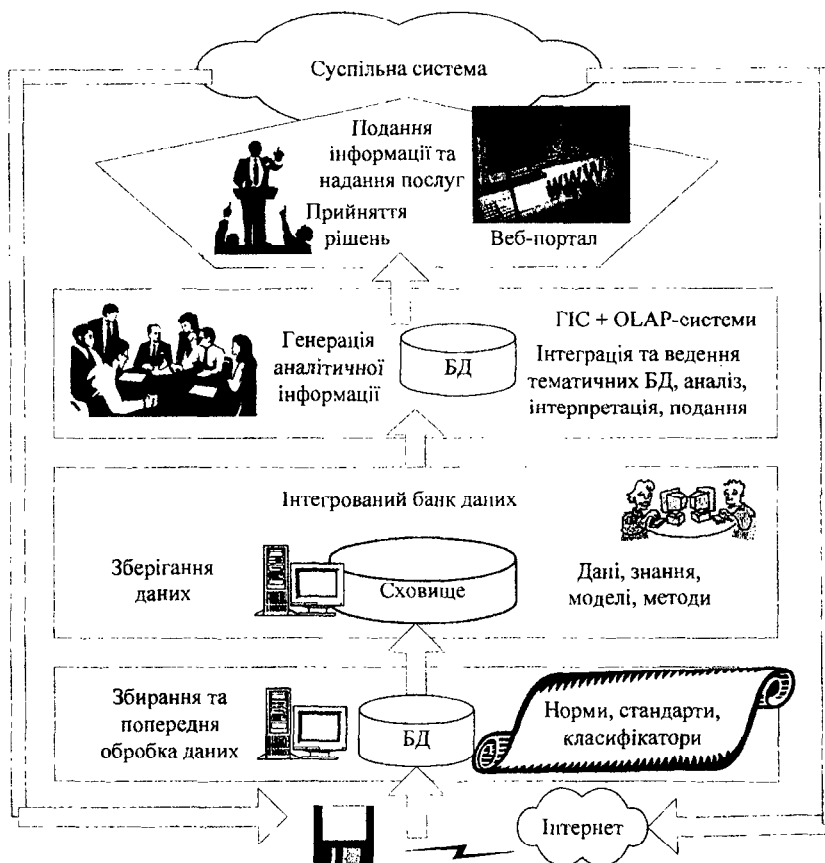 Суспільна система
Подання
інформації та
надання послуг
WWW
Прийняття
рішень
Веб-портал
Генерація
аналітичної
інформації
БД
ГІС + OLAP-системи
Інтеграція та ведення
тематичних БД, аналіз,
інтерпретація, подання
Інтегрований банк даних
Зберігання
даних
Сховище
Дані, знання,
моделі, методи
Збирання та
попередня
обробка даних
БД
Норми, стандарти,
класифікатори
Інтернет